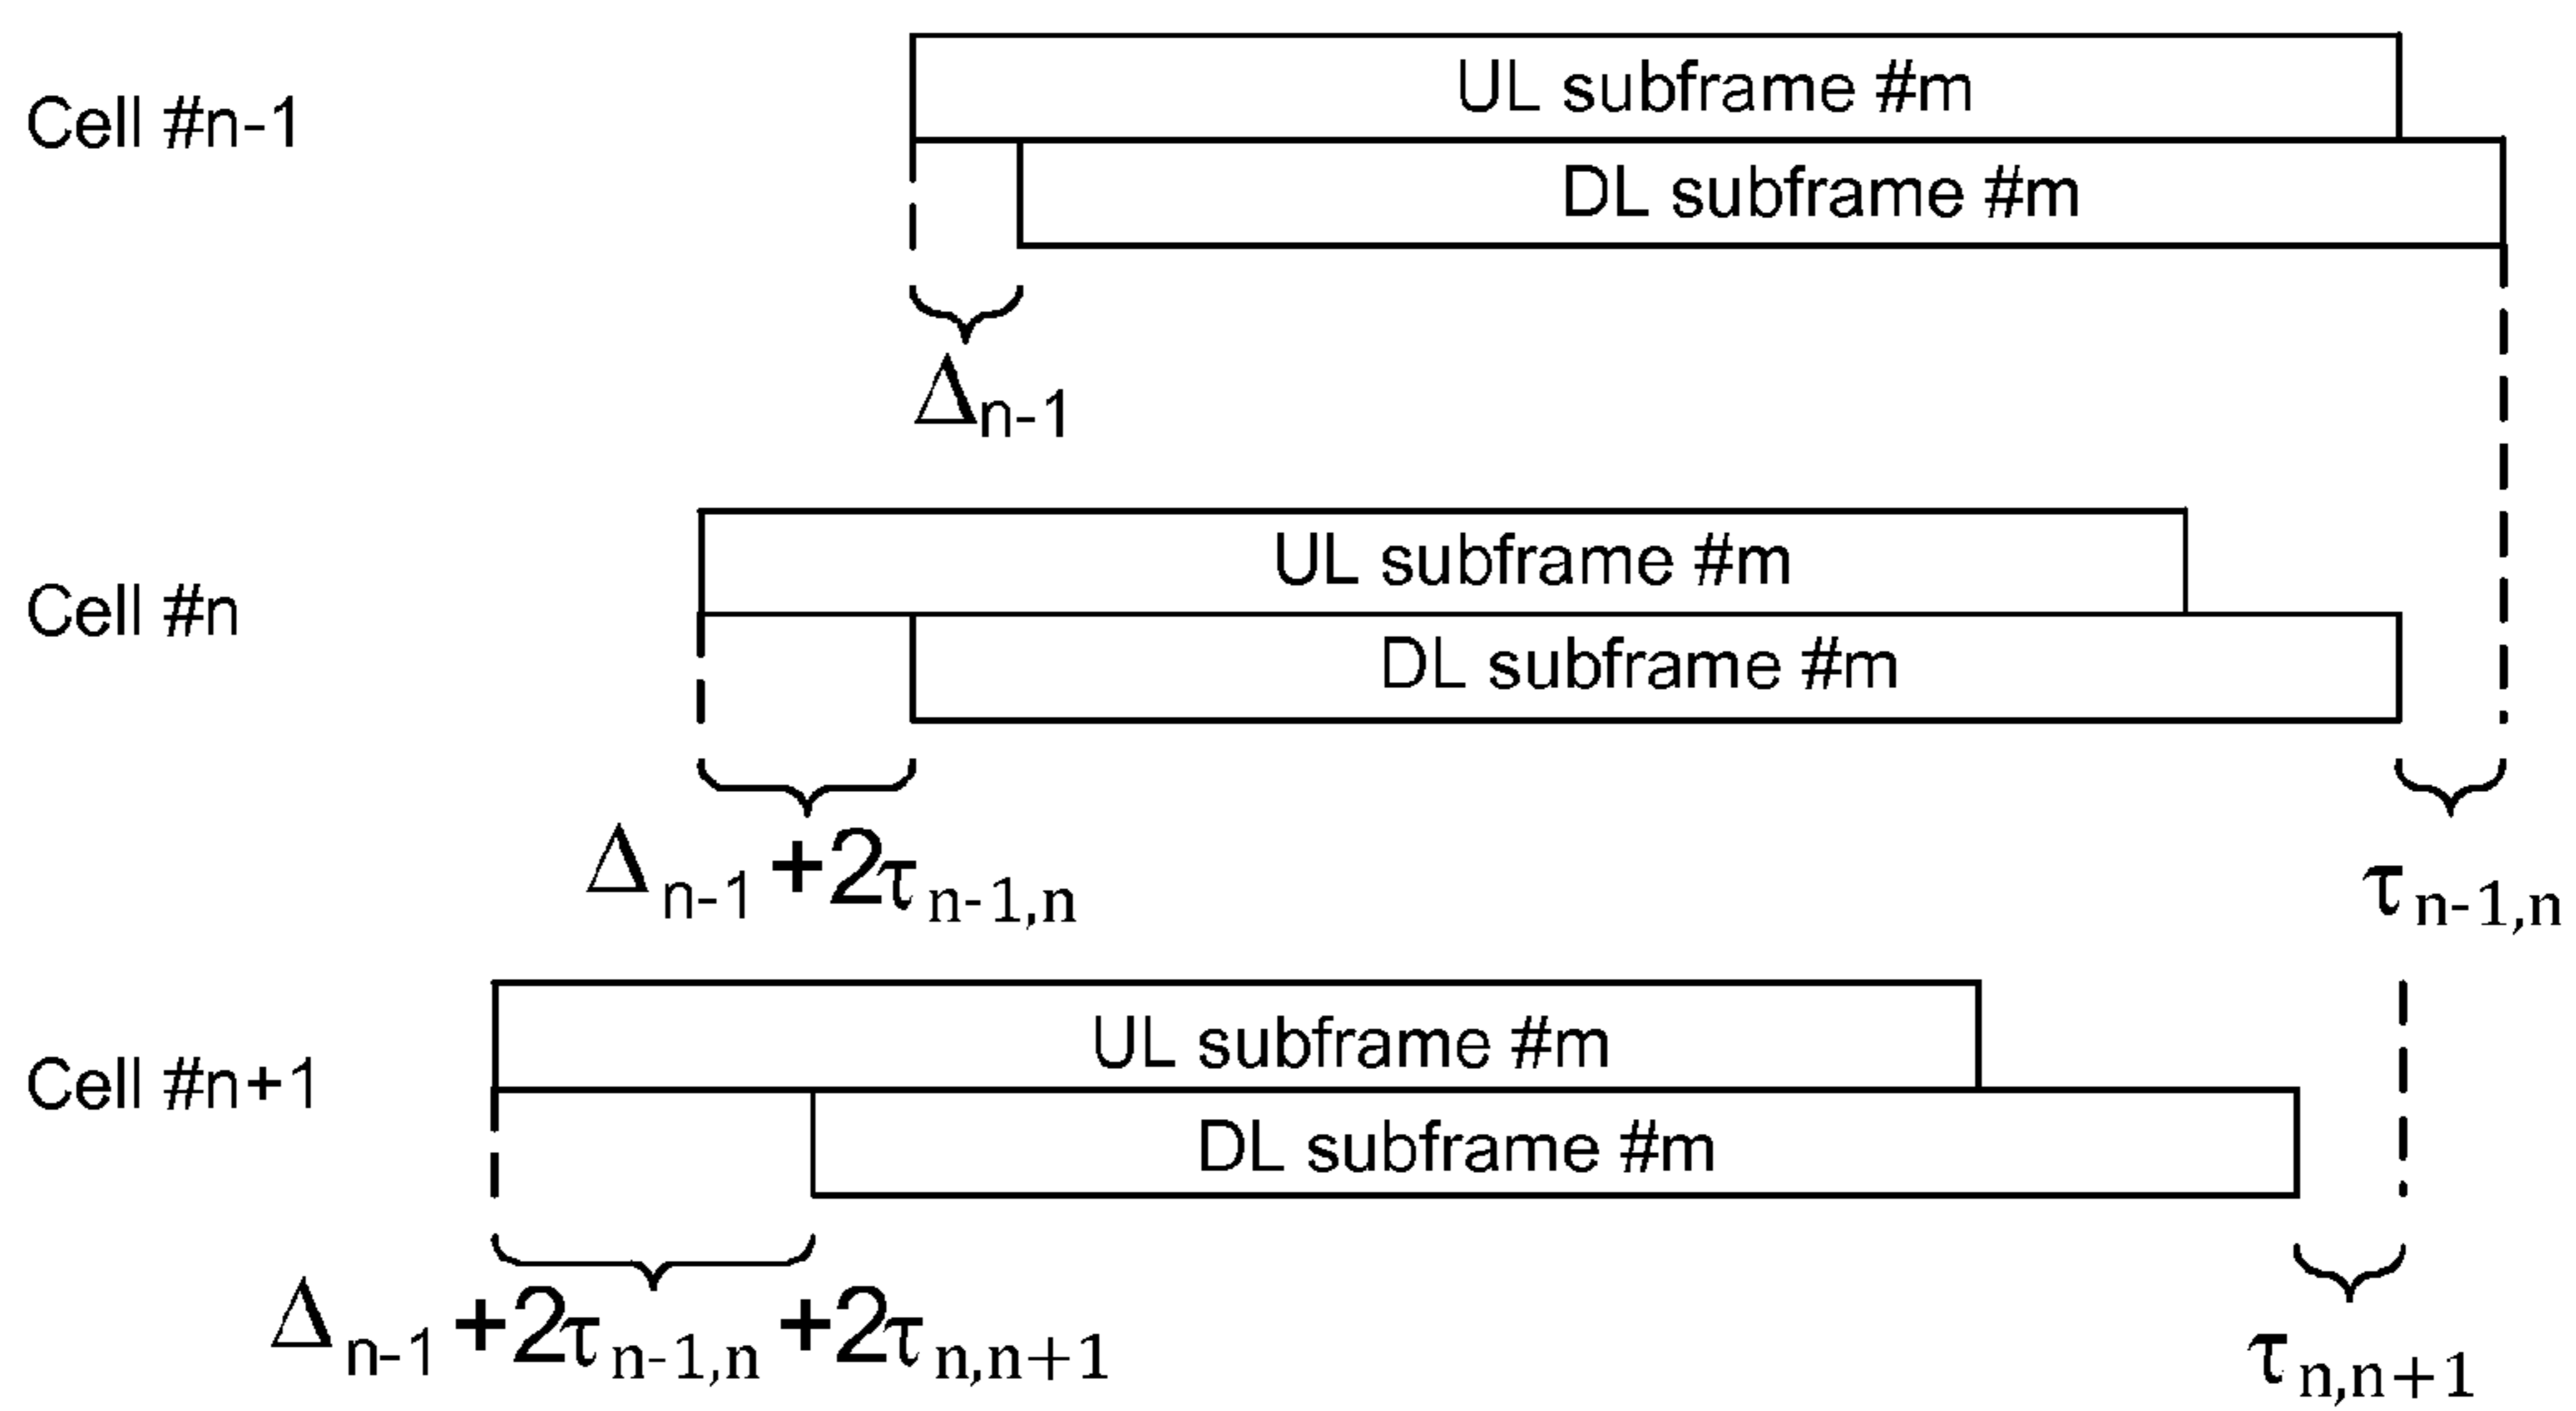 Cell #n-1
UL subframe #m
DL subframe #m
Δn-1
Cell #n
UL subframe #m
DL subframe #m
Δn-1 +2τn-1,n
τn-1,n
Cell #n+1
UL subframe #m
DL subframe #m
Δn-1 +2τn-1,n +2τn,n+1
τn,n+1